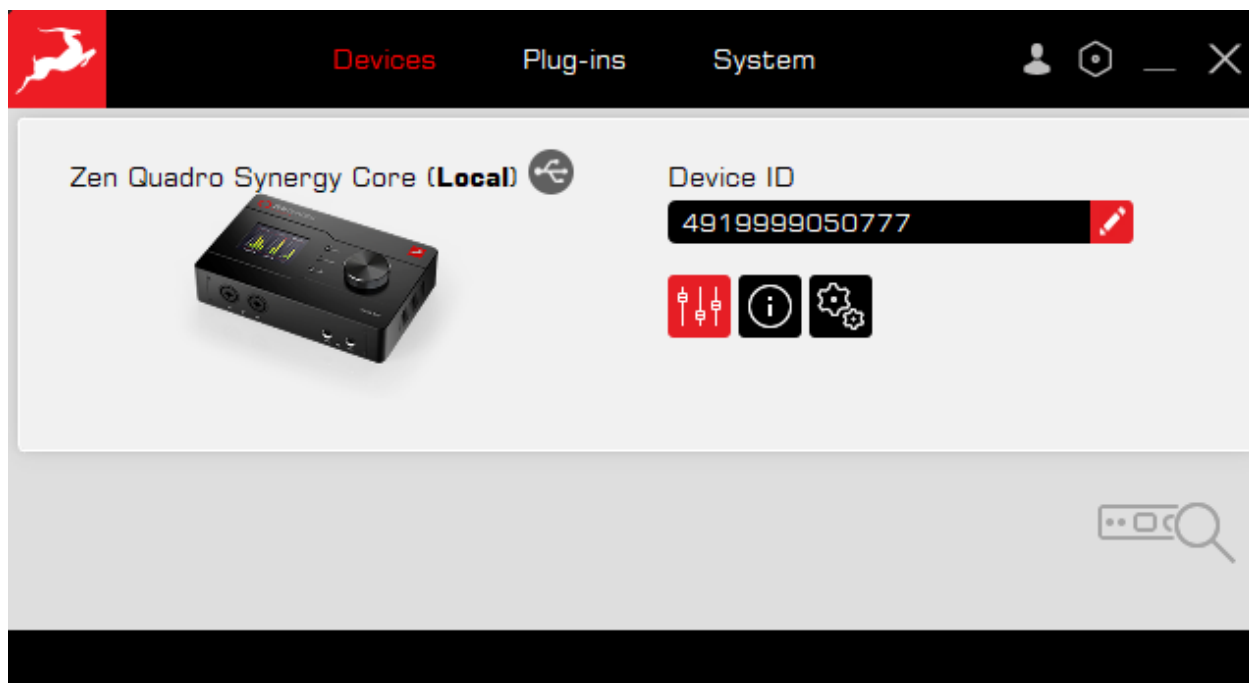 Devices Plug-ins System
Zen Quadro Synergy Core (Local)
Device ID
4919999050777